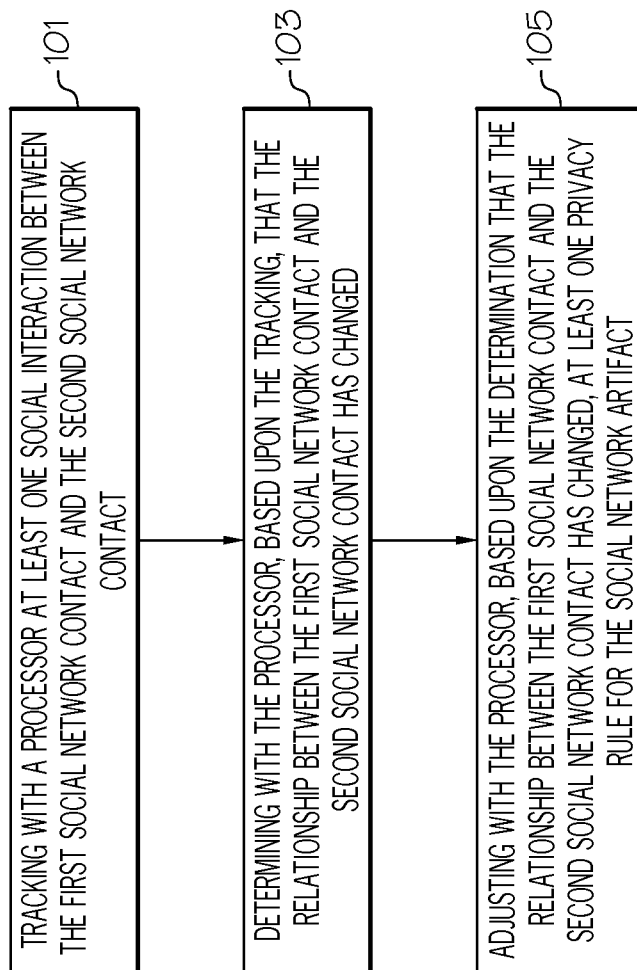 TRACKING WITH A PROCESSOR AT LEAST ONE SOCIAL INTERACTION BETWEEN
THE FIRST SOCIAL NETWORK CONTACT AND THE SECOND SOCIAL NETWORK
CONTACT
101
DETERMINING WITH THE PROCESSOR, BASED UPON THE TRACKING, THAT THE
RELATIONSHIP BETWEEN THE FIRST SOCIAL NETWORK CONTACT AND THE
SECOND SOCIAL NETWORK CONTACT HAS CHANGED
103
ADJUSTING WITH THE PROCESSOR, BASED UPON THE DETERMINATION THAT THE
RELATIONSHIP BETWEEN THE FIRST SOCIAL NETWORK CONTACT AND THE
SECOND SOCIAL NETWORK CONTACT HAS CHANGED, AT LEAST ONE PRIVACY
RULE FOR THE SOCIAL NETWORK ARTIFACT
105